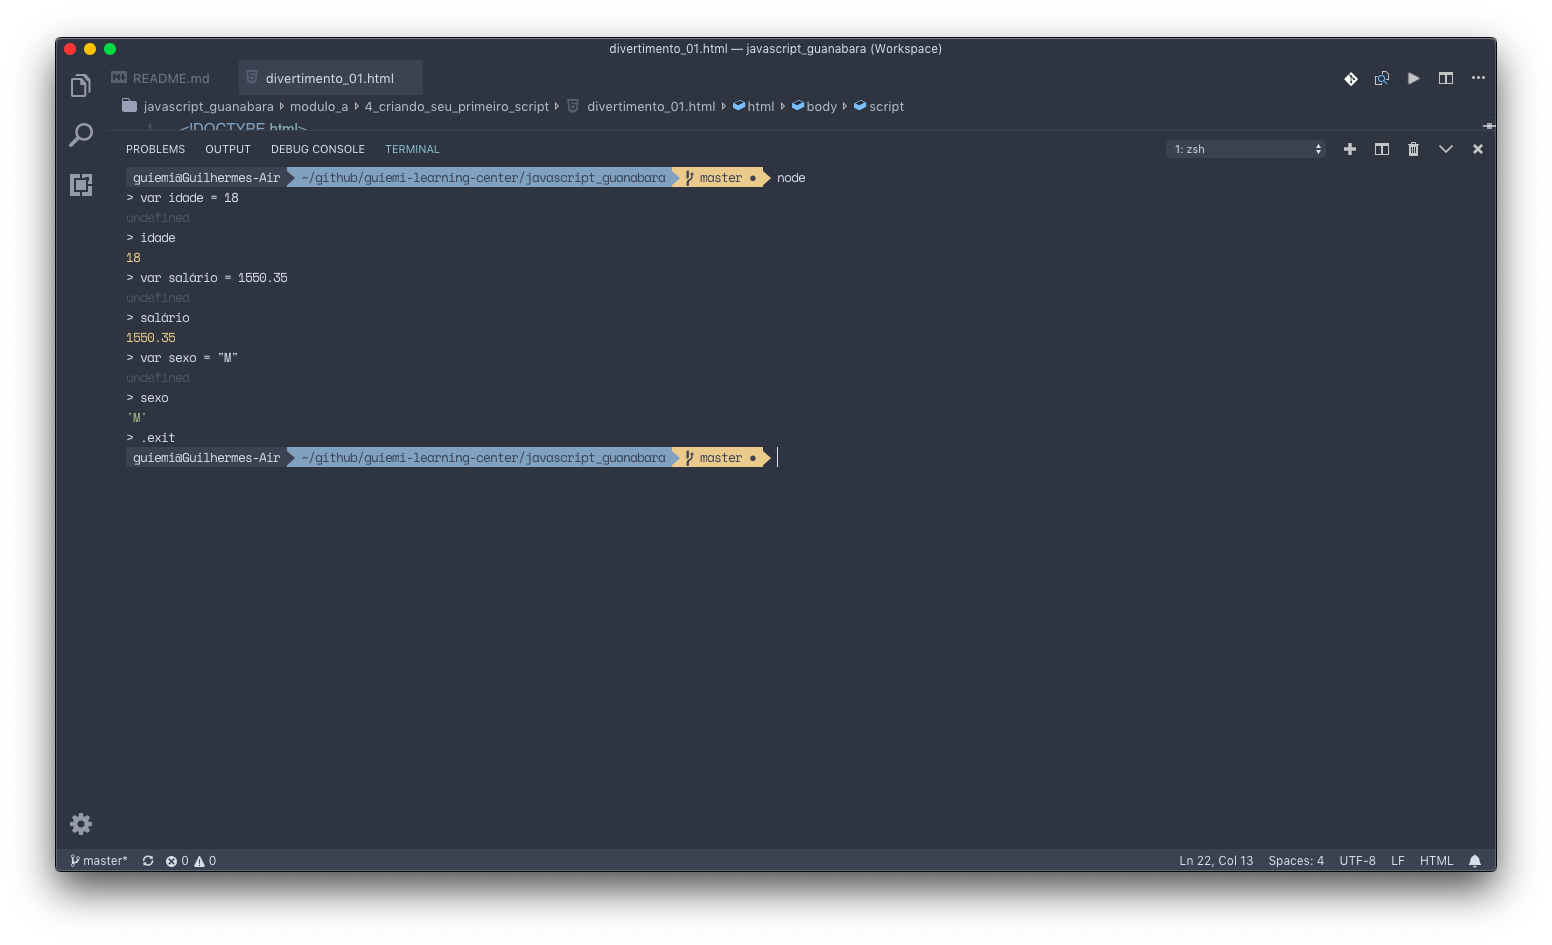 divertimento_01.html — javascript_guanabara (Workspace)
README.md divertimento_01.html
javascript_guanabara modulo_a 4_criando_seu_primeiro_script divertimento_01.html html body script
1 <!DOCTYPE html>
PROBLEMS OUTPUT DEBUG CONSOLE TERMINAL 1: zsh
guiemi@Guilhermes-Air ~/github/guiemi-learning-center/javascript_guanabara master ● node
> var idade = 18
undefined
> idade
18
> var salário = 1550.35
undefined
> salário
1550.35
> var sexo = "M"
undefined
> sexo
'M'
> .exit
guiemi@Guilhermes-Air ~/github/guiemi-learning-center/javascript_guanabara master ●
master* 0 0 Ln 22, Col 13 Spaces: 4 UTF-8 LF HTML